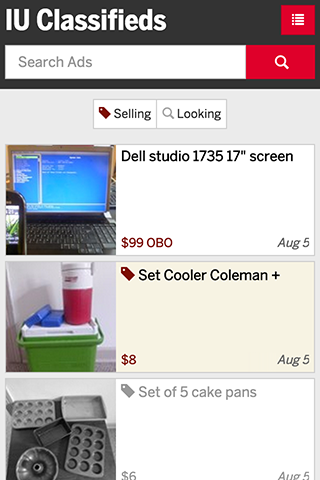 IU Classifieds
Search Ads
Selling Looking
Dell studio 1735 17" screen
$99 OBO Aug 5
Set Cooler Coleman +
$8 Aug 5
Set of 5 cake pans
$6 Aug 5